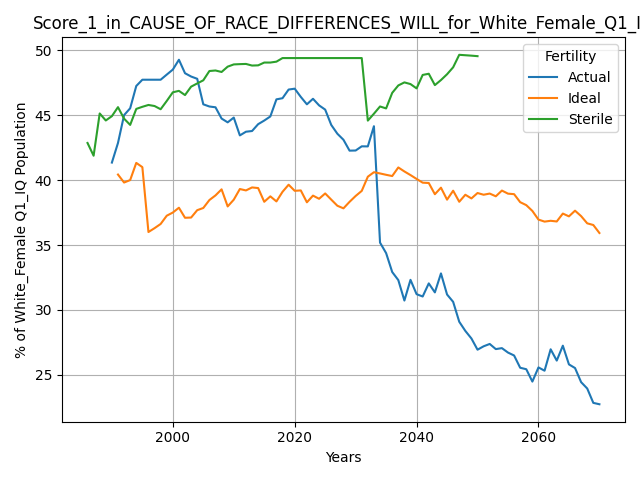 Score_1_in_CAUSE_OF_RACE_DIFFERENCES_WILL_for_White_Female_Q1_I
50
45
40
35
30
25
% of White_Female Q1_IQ Population
Fertility
Actual
Ideal
Sterile
2000 2020 2040 2060
Years